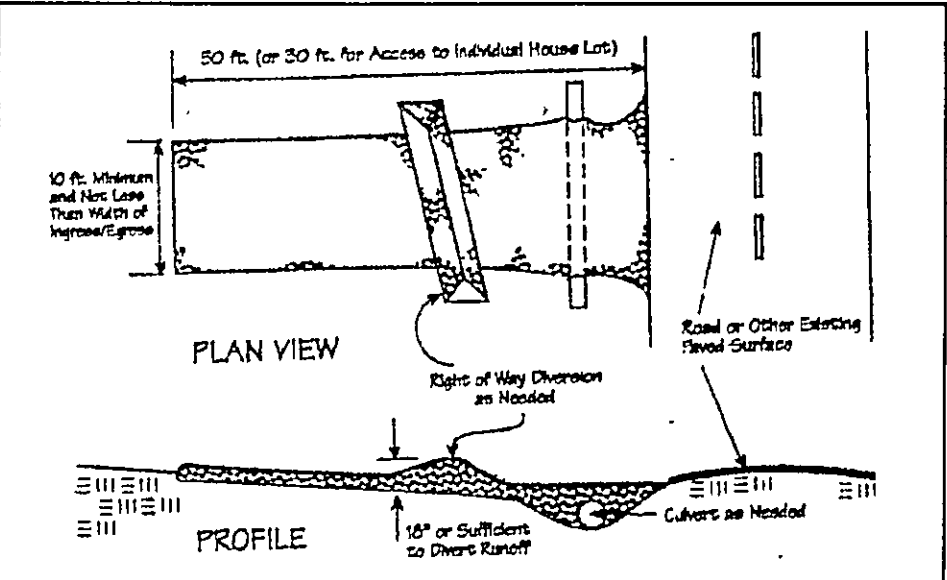 50 ft. (or 30 ft. for Access to Individual House Lot)
10 ft. Minimum
and Not Less
Than Width of
Ingress/Egress
PLAN VIEW
Road or Other Existing
Paved Surface
Right of Way Diversion
as Needed
Culvert as Needed
18" or Sufficient
to Divert Runoff
PROFILE